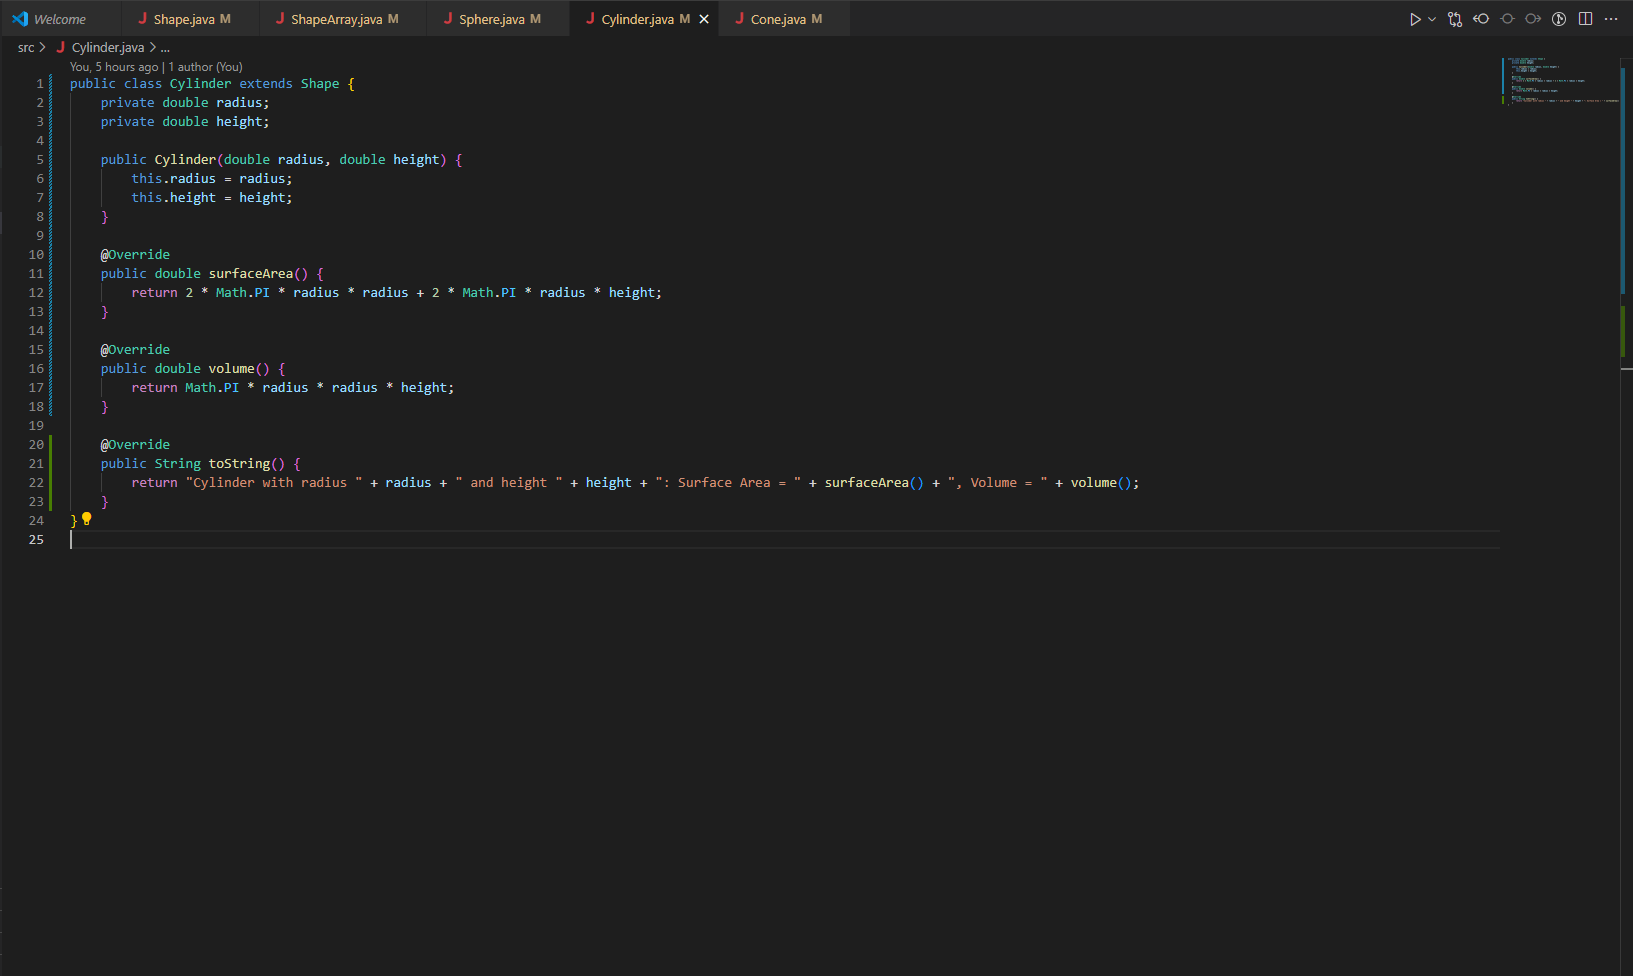 Welcome
Shape.java M
ShapeArray.java M
Sphere.java M
Cylinder.java M
Cone.java M
src > Cylinder.java > ...
You, 5 hours ago | 1 author (You)
1 public class Cylinder extends Shape {
2     private double radius;
3     private double height;
4
5     public Cylinder(double radius, double height) {
6         this.radius = radius;
7         this.height = height;
8     }
9
10     @Override
11     public double surfaceArea() {
12         return 2 * Math.PI * radius * radius + 2 * Math.PI * radius * height;
13     }
14
15     @Override
16     public double volume() {
17         return Math.PI * radius * radius * height;
18     }
19
20     @Override
21     public String toString() {
22         return "Cylinder with radius " + radius + " and height " + height + ": Surface Area = " + surfaceArea() + ", Volume = " + volume();
23     }
24 }
25